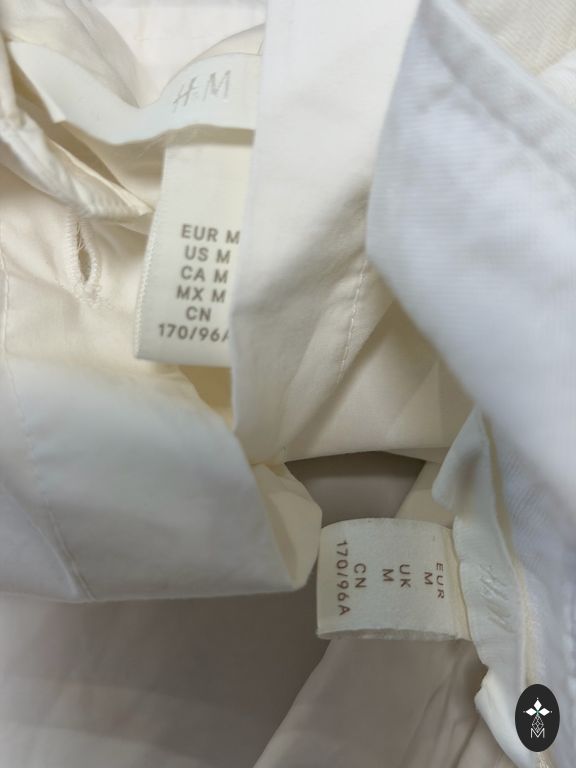 H&M
EUR M
US M
CA M
MX M
CN
170/96A
EUR
M
UK
M
CN
170/96A
H&M
M